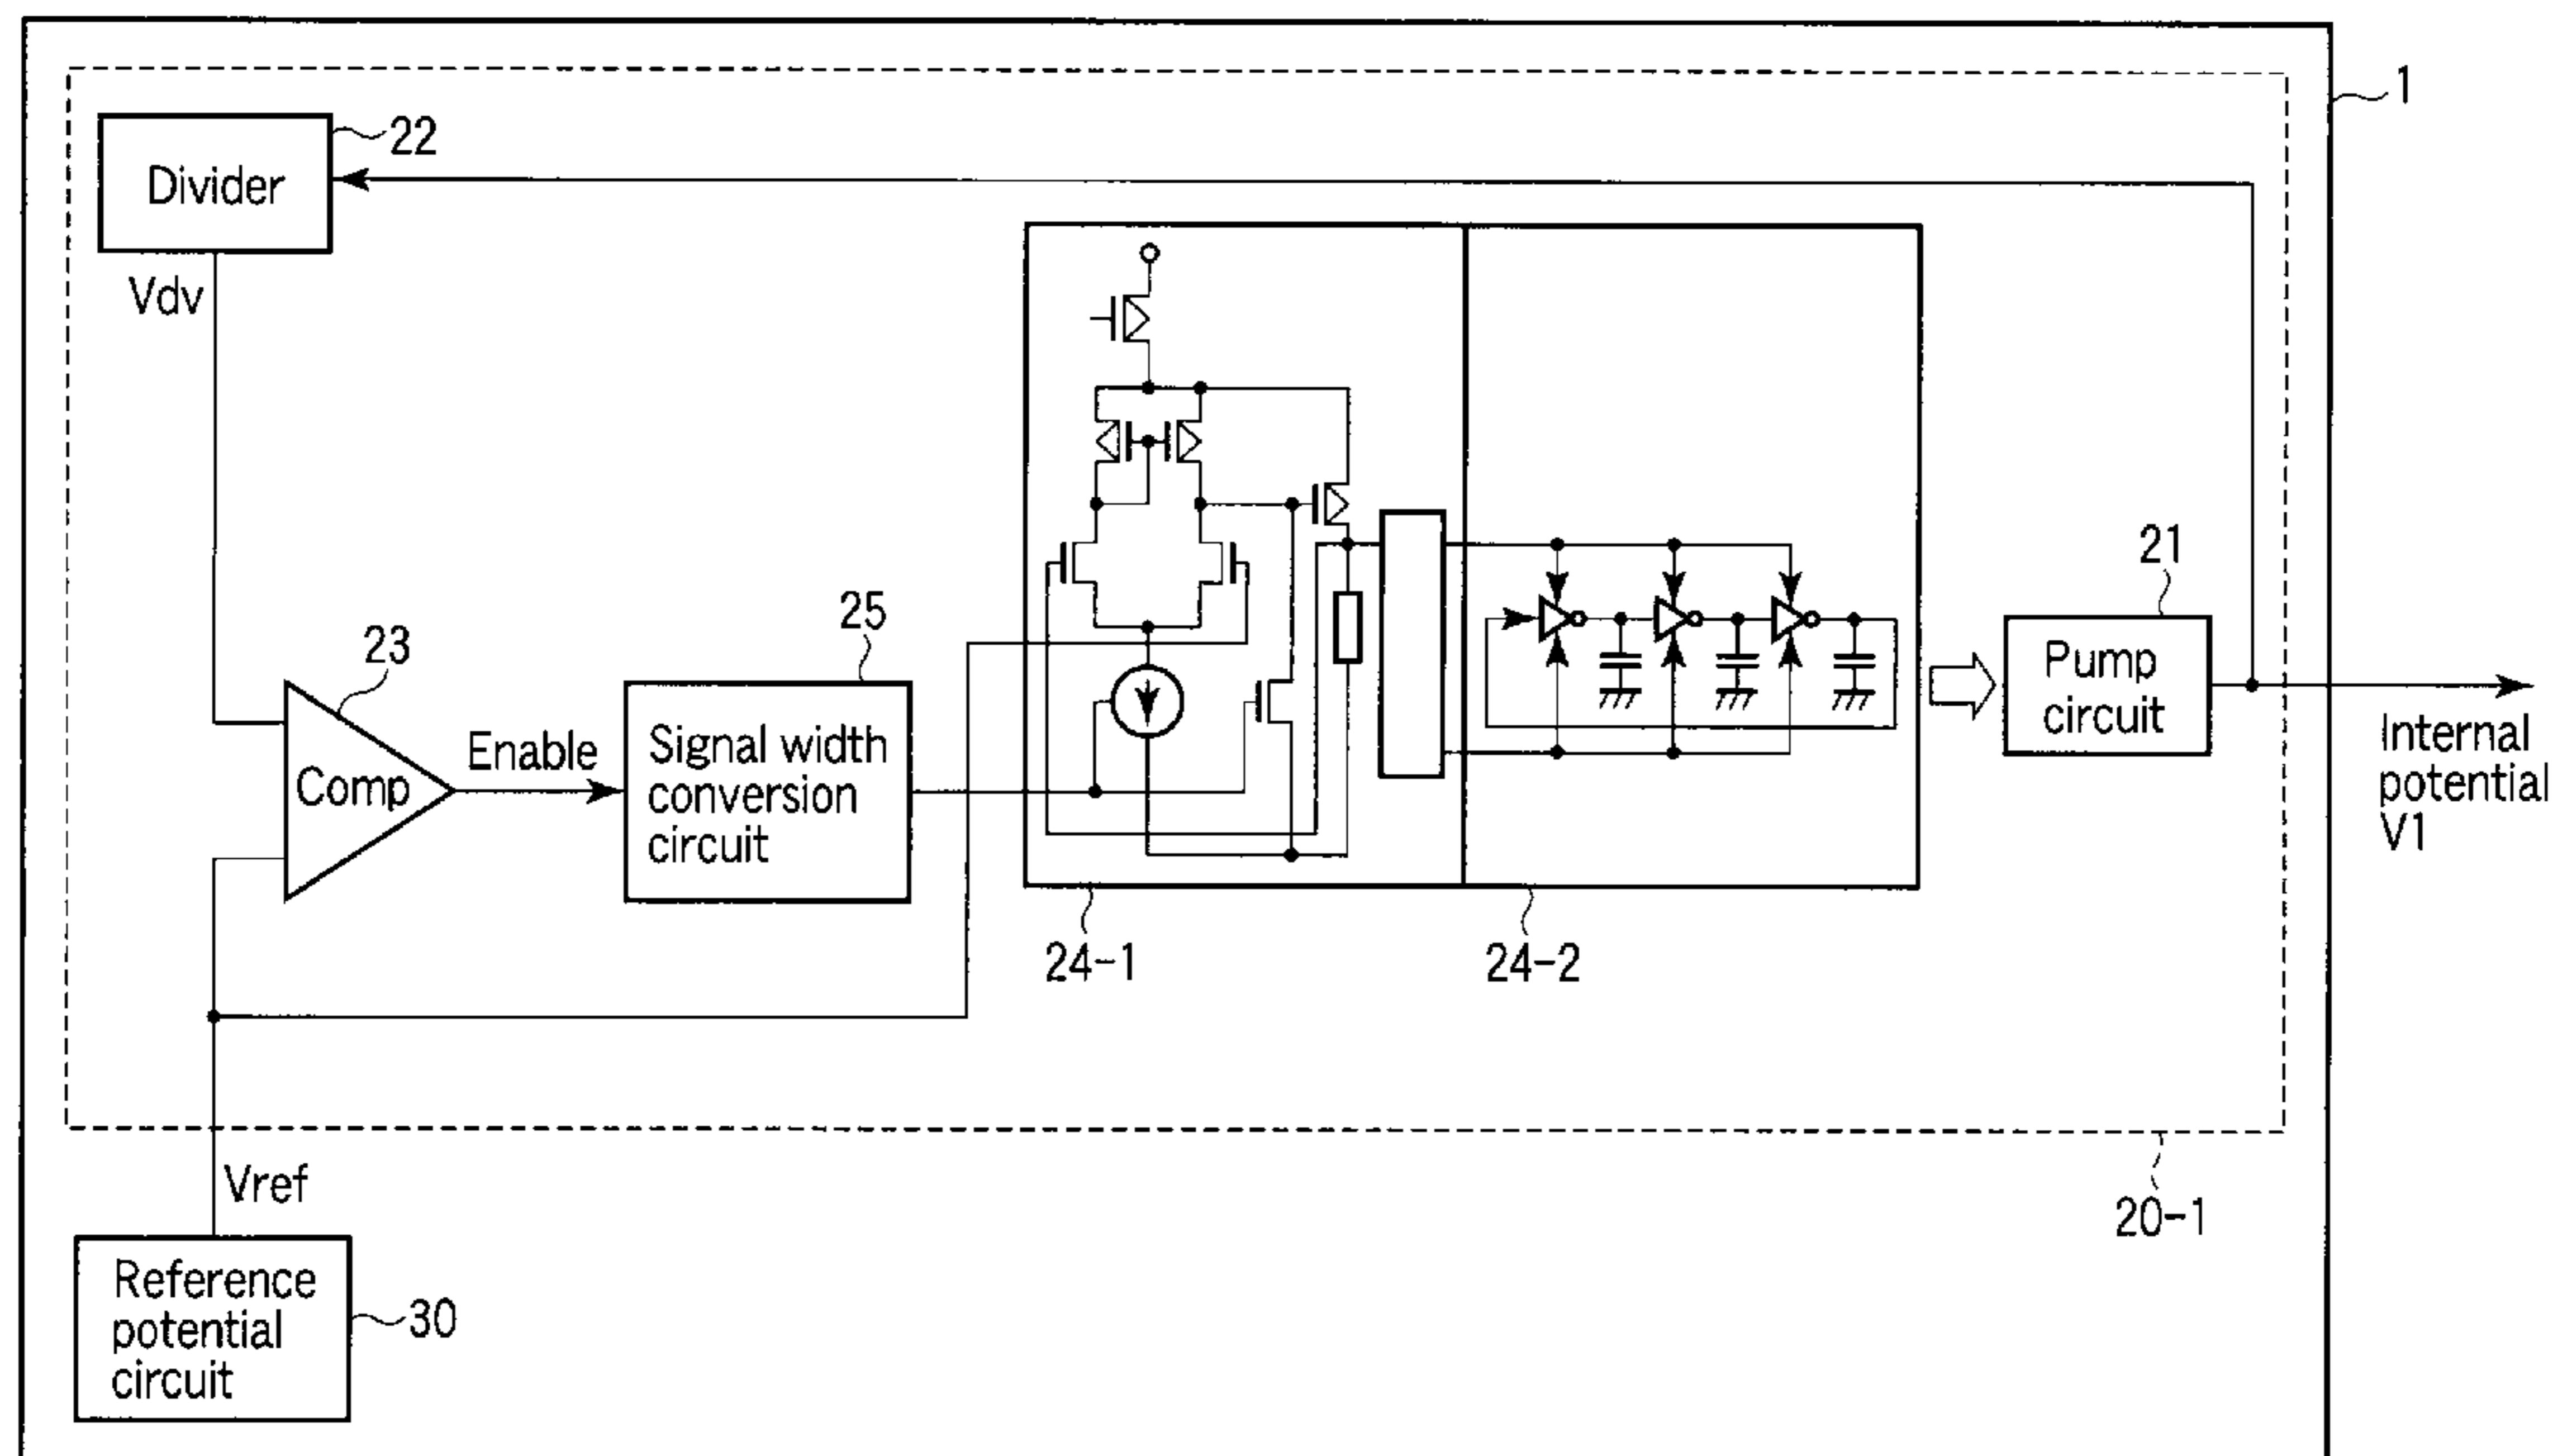 1
22
Divider
Vdv
23
Comp
Enable
25
Signal width
conversion
circuit
24-1
24-2
21
Pump
circuit
Internal
potential
V1
20-1
Vref
Reference
potential
circuit
30